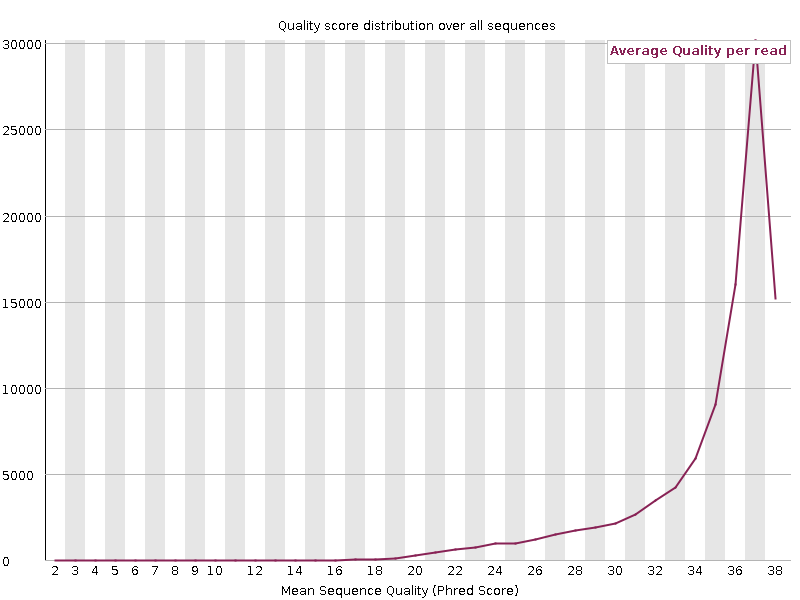 Quality score distribution over all sequences
Average Quality per read
30000
25000
20000
15000
10000
5000
0
2 3 4 5 6 7 8 9 10 12 14 16 18 20 22 24 26 28 30 32 34 36 38
Mean Sequence Quality (Phred Score)